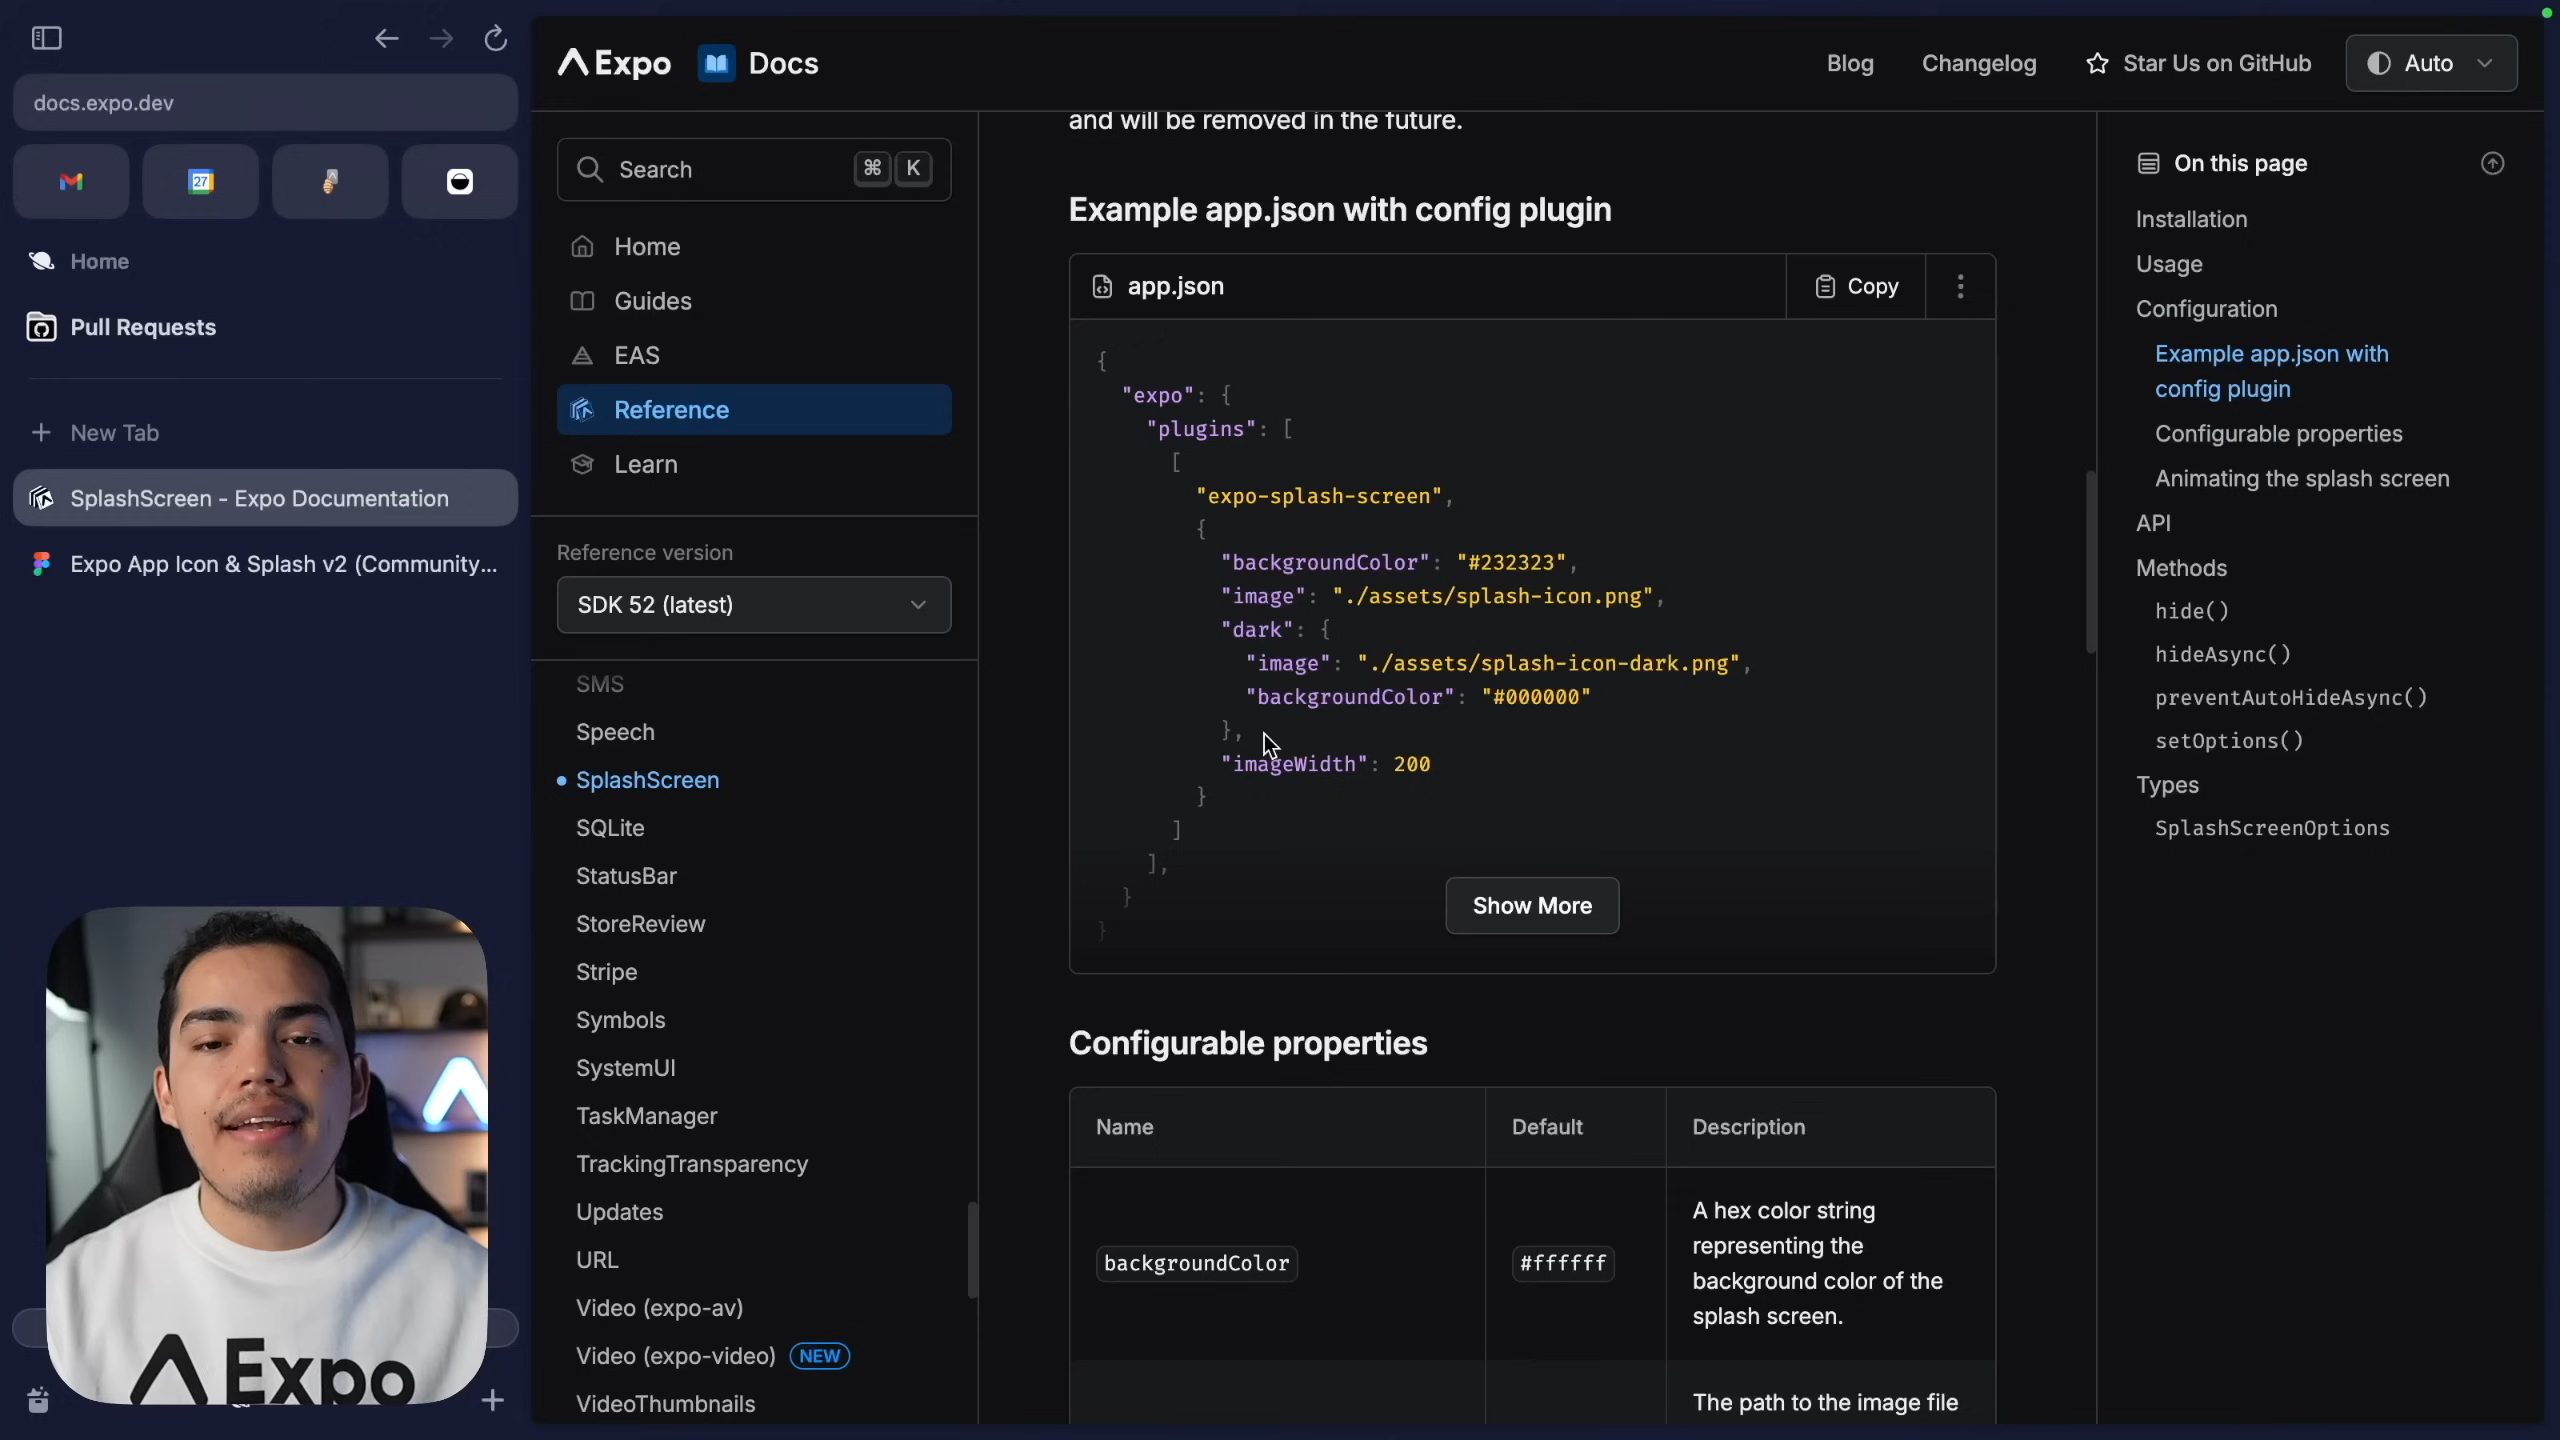 docs.expo.dev
27
Home
Pull Requests
New Tab
SplashScreen - Expo Documentation
Expo App Icon & Splash v2 (Community...
Expo
Expo Docs
Blog
Changelog
Star Us on GitHub
Auto
Search
⌘ K
Home
Guides
EAS
Reference
Learn
Reference version
SDK 52 (latest)
SMS
Speech
SplashScreen
SQLite
StatusBar
StoreReview
Stripe
Symbols
SystemUI
TaskManager
TrackingTransparency
Updates
URL
Video (expo-av)
Video (expo-video) NEW
VideoThumbnails
and will be removed in the future.
Example app.json with config plugin
app.json
Copy
{
"expo": {
"plugins": [
[
"expo-splash-screen",
{
"backgroundColor": "#232323",
"image": "./assets/splash-icon.png",
"dark": {
"image": "./assets/splash-icon-dark.png",
"backgroundColor": "#000000"
},
"imageWidth": 200
}
]
],
}
}
Show More
Configurable properties
Name Default Description
backgroundColor
#ffffff
A hex color string
representing the
background color of the
splash screen.
The path to the image file
On this page
Installation
Usage
Configuration
Example app.json with
config plugin
Configurable properties
Animating the splash screen
API
Methods
hide()
hideAsync()
preventAutoHideAsync()
setOptions()
Types
SplashScreenOptions